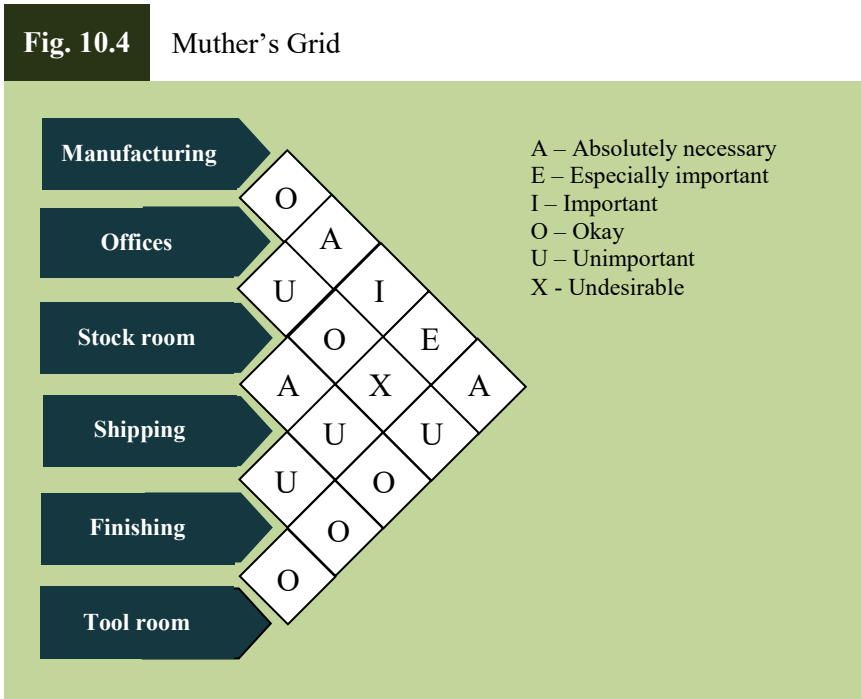 Fig. 10.4 Muther’s Grid
Manufacturing
Offices
Stock room
Shipping
Finishing
Tool room
O
A
U
I
O
E
A
X
A
U
U
U
O
O
O
A – Absolutely necessary
E – Especially important
I – Important
O – Okay
U – Unimportant
X - Undesirable